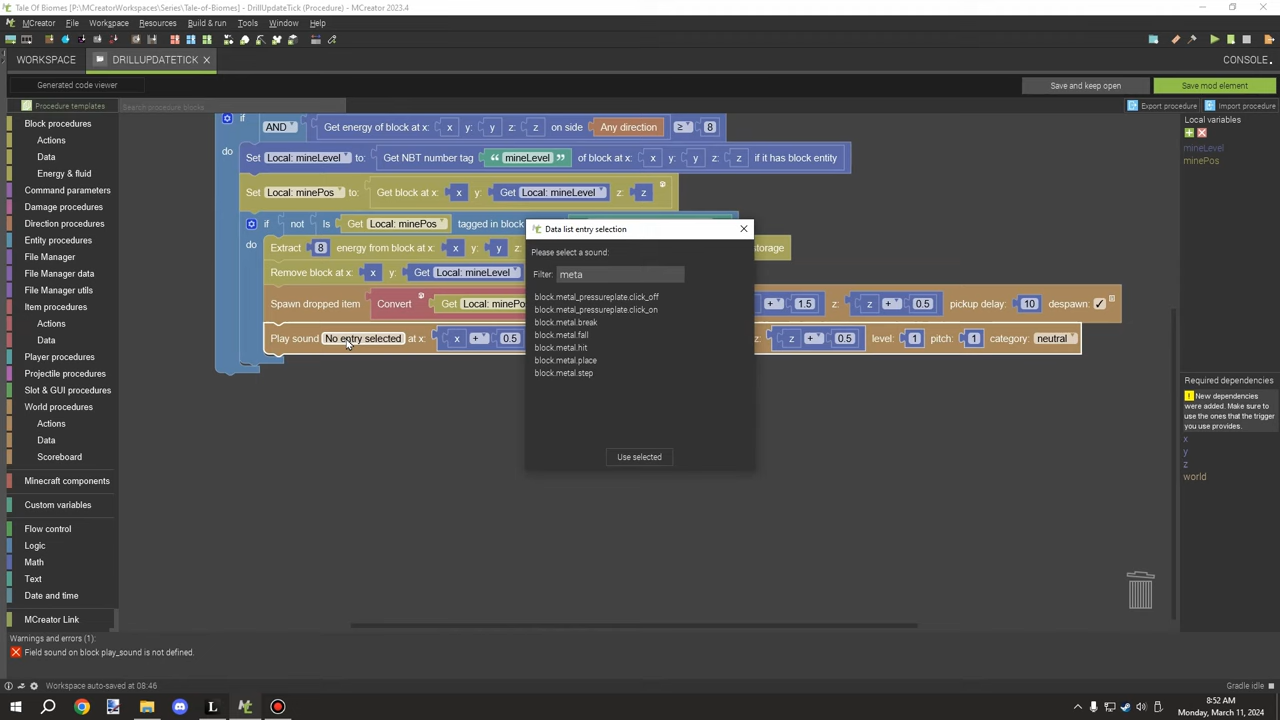 Tale Of Biomes [P:\MCreatorWorkspaces\Series\Tale-of-Biomes] - DrillUpdateTick (Procedure) - MCreator 2023.4
MCreator File Workspace Resources Build & run Tools Window Help
WORKSPACE DRILLUPDATETICK CONSOLE
Generated code viewer Save and keep open Save mod element
Procedure templates Search procedure blocks Export procedure Import procedure
Block procedures
Actions
Data
Energy & fluid
Command parameters
Damage procedures
Direction procedures
Entity procedures
File Manager
File Manager data
File Manager utils
Item procedures
Actions
Data
Player procedures
Projectile procedures
Slot & GUI procedures
World procedures
Actions
Data
Scoreboard
Minecraft components
Custom variables
Flow control
Logic
Math
Text
Date and time
MCreator Link
if AND Get energy of block at x: x y: y z: z on side Any direction ≥ 8
do Set Local: mineLevel to: Get NBT number tag “ mineLevel ” of block at x: x y: y z: z if it has block entity
Set Local: minePos to: Get block at x: x y: Get Local: mineLevel z: z
if not Is Get Local: minePos tagged in block
do Extract 8 energy from block at x: x y: y z: storage
Remove block at x: x y: Get Local: mineLevel
Spawn dropped item Convert Get Local: minePo + 1.5 z: z + 0.5 pickup delay: 10 despawn: ✓
Play sound No entry selected at x: x + 0.5 z: z + 0.5 level: 1 pitch: 1 category: neutral
Data list entry selection
Please select a sound:
Filter: meta
block.metal_pressureplate.click_off
block.metal_pressureplate.click_on
block.metal.break
block.metal.fall
block.metal.hit
block.metal.place
block.metal.step
Use selected
Local variables
mineLevel
minePos
Required dependencies
New dependencies
were added. Make sure to
use the ones that the trigger
you use provides.
x
y
z
world
Warnings and errors (1):
Field sound on block play_sound is not defined.
Workspace auto-saved at 08:46 Gradle idle
8:52 AM
Monday, March 11, 2024